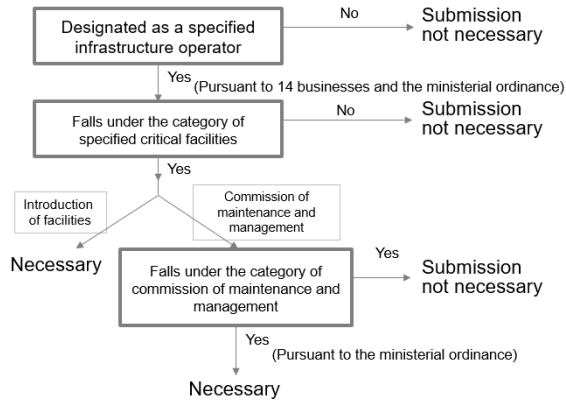 Designated as a specified
infrastructure operator
No
Submission
not necessary
Yes
(Pursuant to 14 businesses and the ministerial ordinance)
Falls under the category of
specified critical facilities
No
Submission
not necessary
Yes
Introduction
of facilities
Commission of
maintenance and
management
Necessary
Falls under the category of
commission of maintenance and
management
Yes
Submission
not necessary
Yes
(Pursuant to the ministerial ordinance)
Necessary